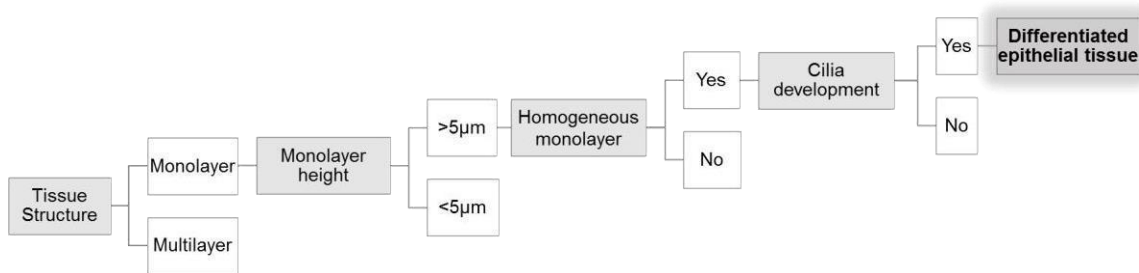 Tissue
Structure
Monolayer
Multilayer
Monolayer
height
>5µm
<5µm
Homogeneous
monolayer
Yes
No
Cilia
development
Yes
No
Differentiated
epithelial tissue